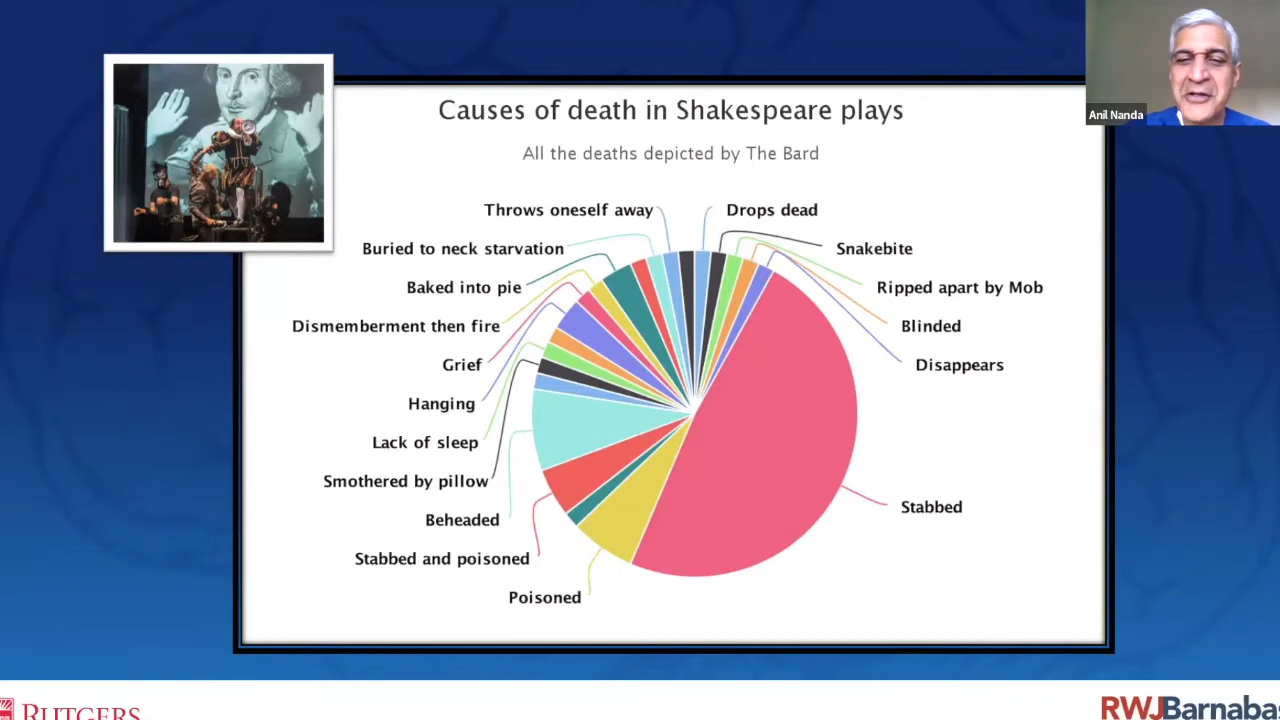 Anil Nanda
Causes of death in Shakespeare plays
All the deaths depicted by The Bard
Throws oneself away
Drops dead
Buried to neck starvation
Snakebite
Baked into pie
Ripped apart by Mob
Dismemberment then fire
Blinded
Grief
Disappears
Hanging
Lack of sleep
Smothered by pillow
Stabbed
Beheaded
Stabbed and poisoned
Poisoned
RUTGERS
RWJBarnabas